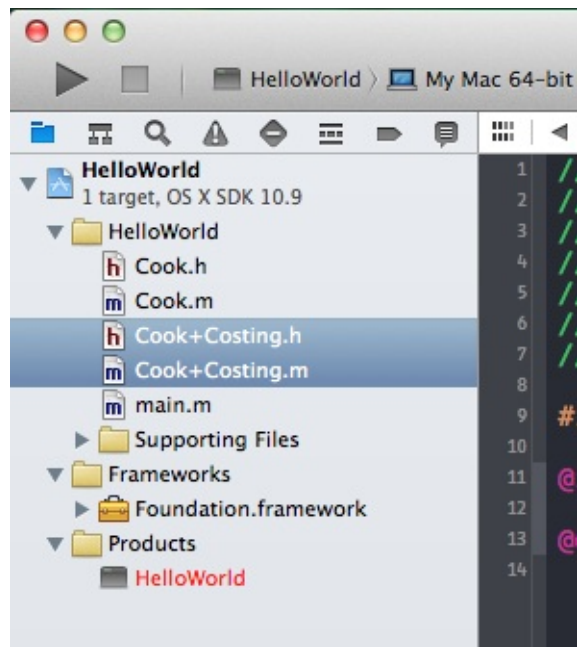 HelloWorld 〉 My Mac 64-bit
HelloWorld
1 target, OS X SDK 10.9
HelloWorld
h Cook.h
m Cook.m
h Cook+Costing.h
m Cook+Costing.m
m main.m
Supporting Files
Frameworks
Foundation.framework
Products
HelloWorld
1 //
2 //
3 //
4 //
5 //
6 //
7 //
8
9 #
10
11 @
12
13 @
14